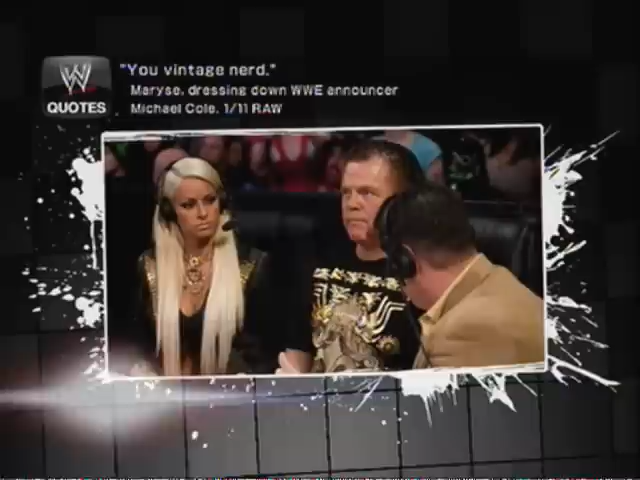 W
QUOTES
"You vintage nerd."
Maryse, dressing down WWE announcer
Michael Cole, 1/11 RAW